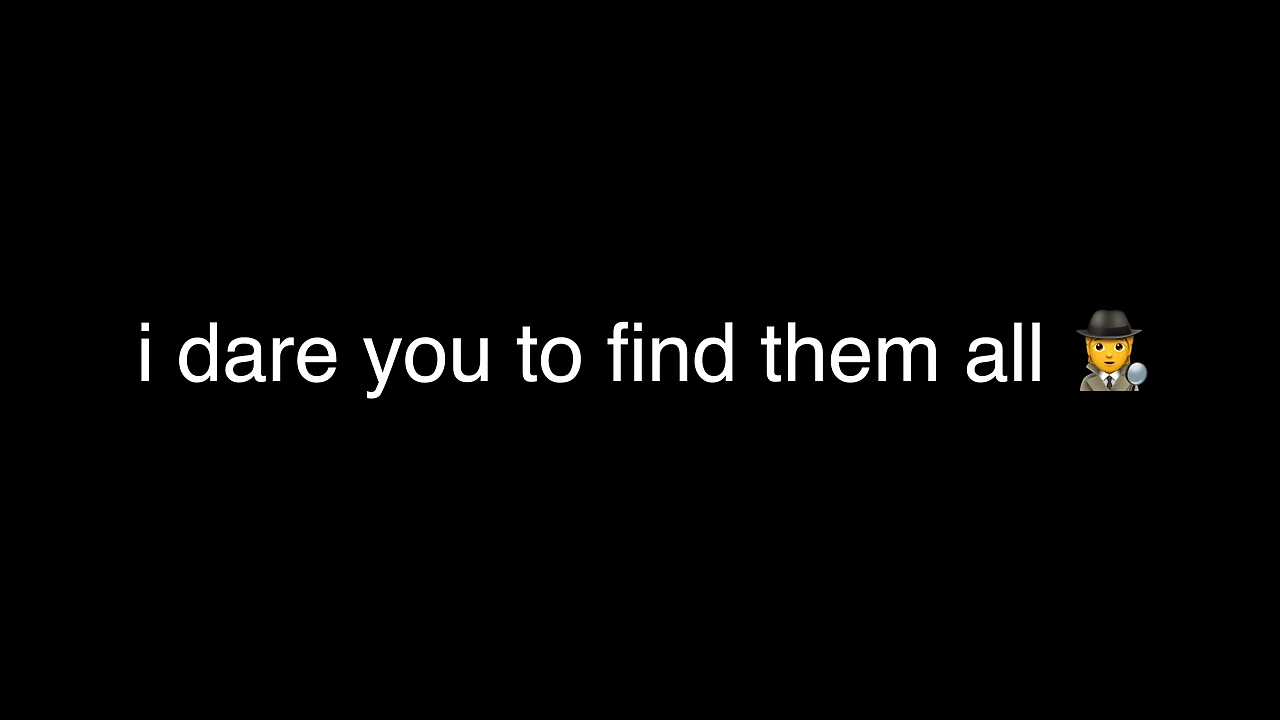 i dare you to find them all 🕵️